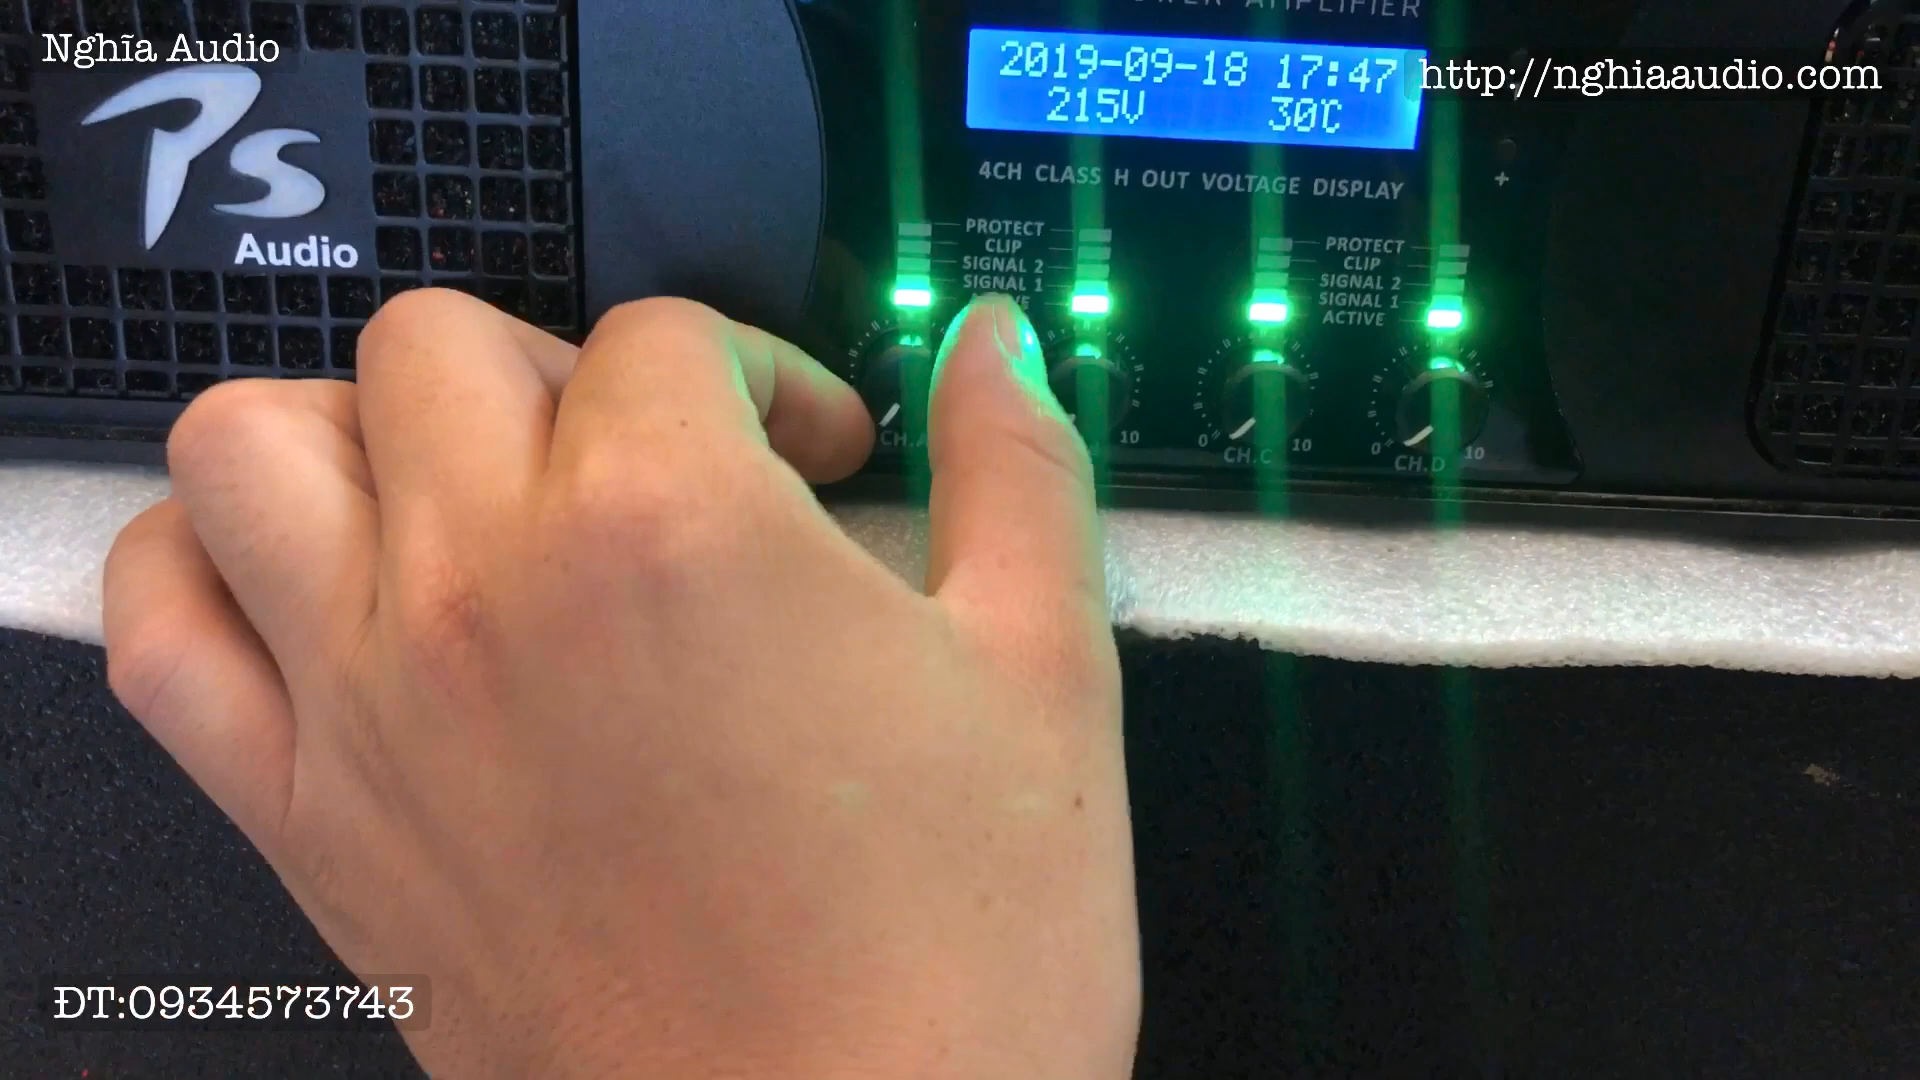 Nghĩa Audio
PS
Audio
POWER AMPLIFIER
2019-09-18 17:47
215V 30C
http://nghiaaudio.com
4CH CLASS H OUT VOLTAGE DISPLAY
+
PROTECT
CLIP
SIGNAL 2
SIGNAL 1
PROTECT
CLIP
SIGNAL 2
SIGNAL 1
ACTIVE
10
0 10
0 10
CH.C
CH.D
ĐT:0934573743